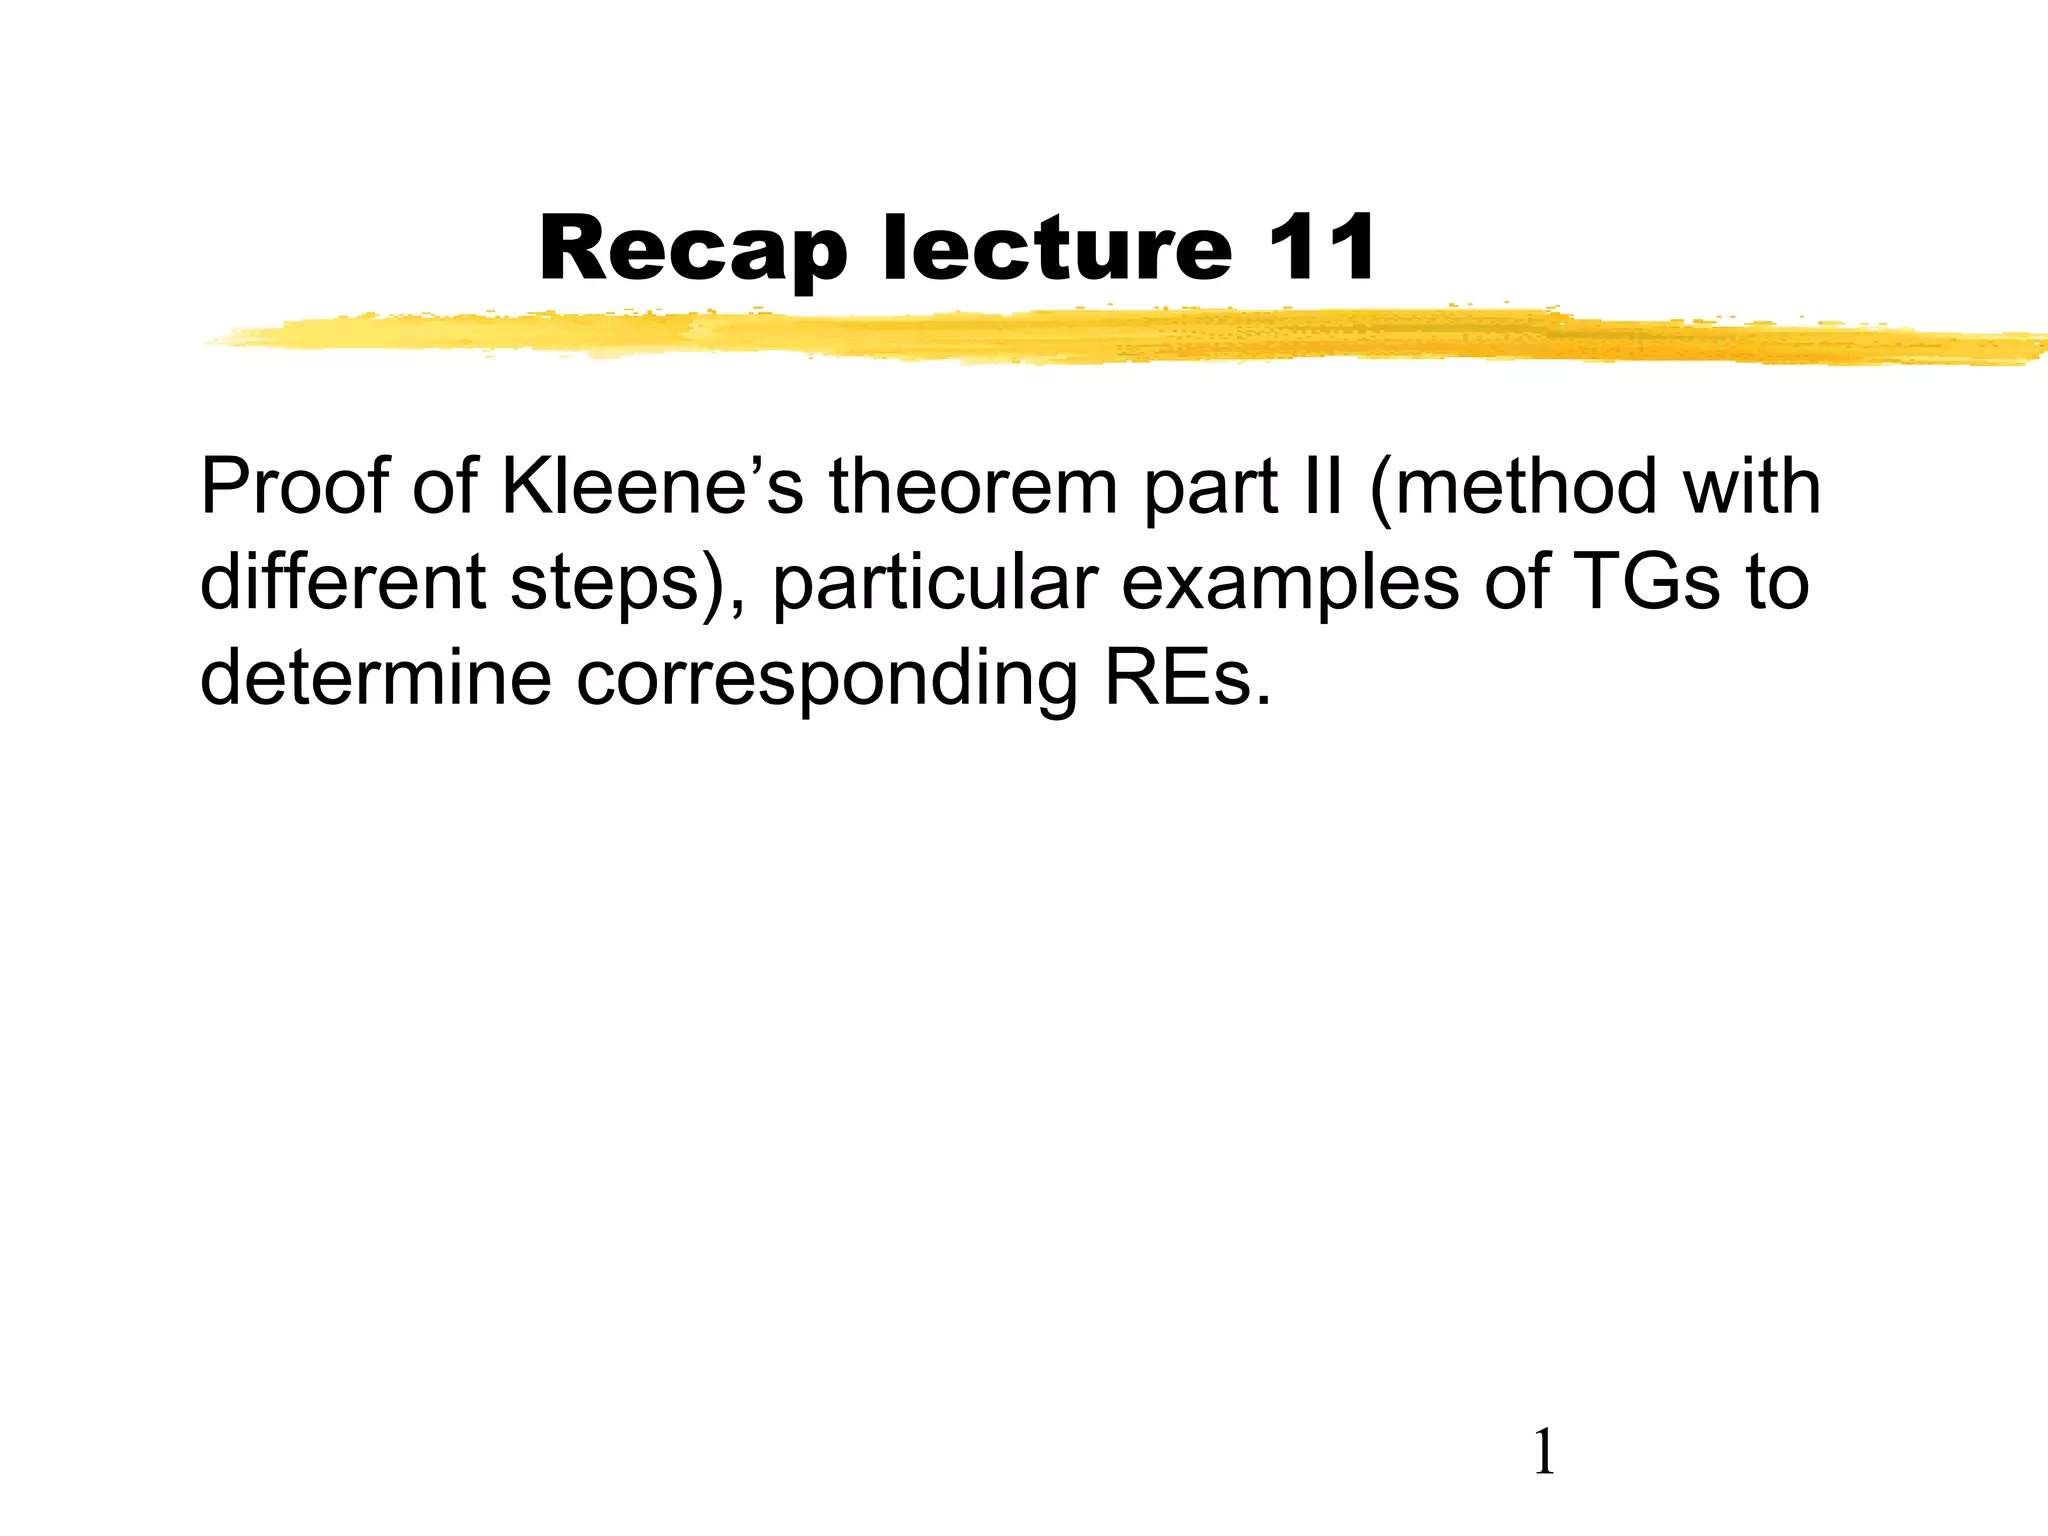 Recap lecture 11
Proof of Kleene’s theorem part II (method with
different steps), particular examples of TGs to
determine corresponding REs.
1